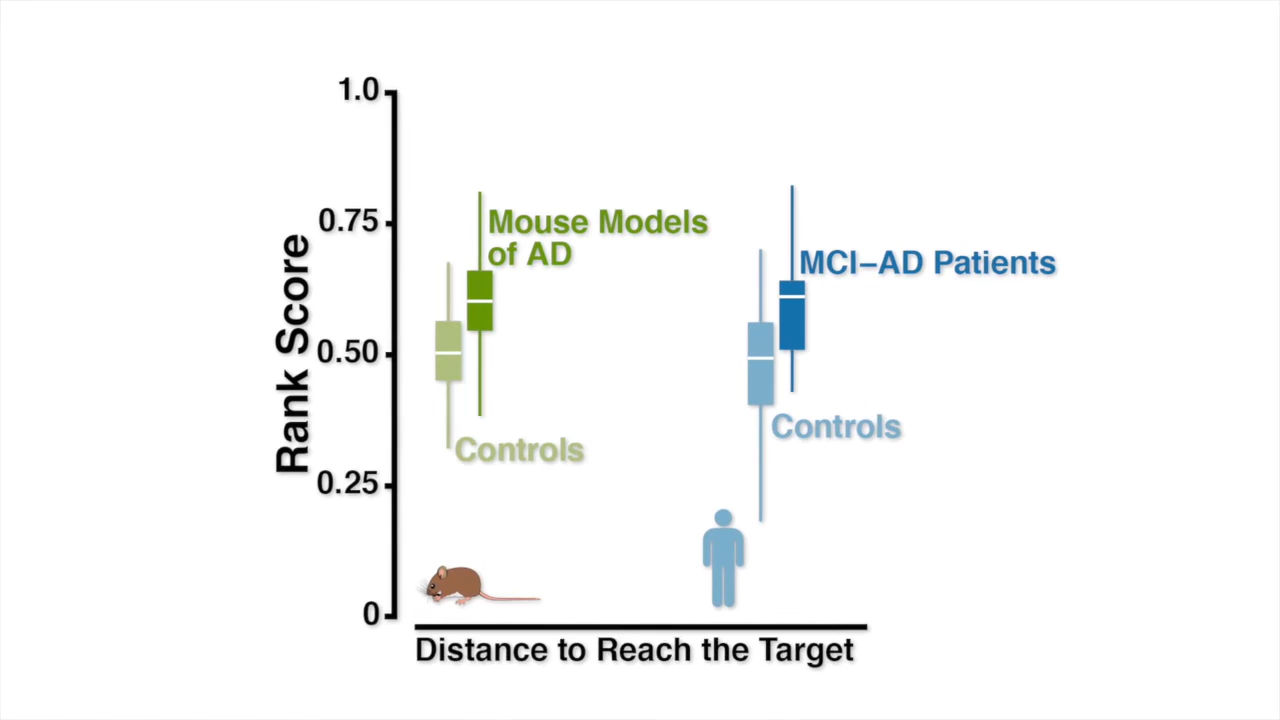 1.0
0.75
0.50
0.25
0
Rank Score
Mouse Models
of AD
Controls
MCI–AD Patients
Controls
Distance to Reach the Target